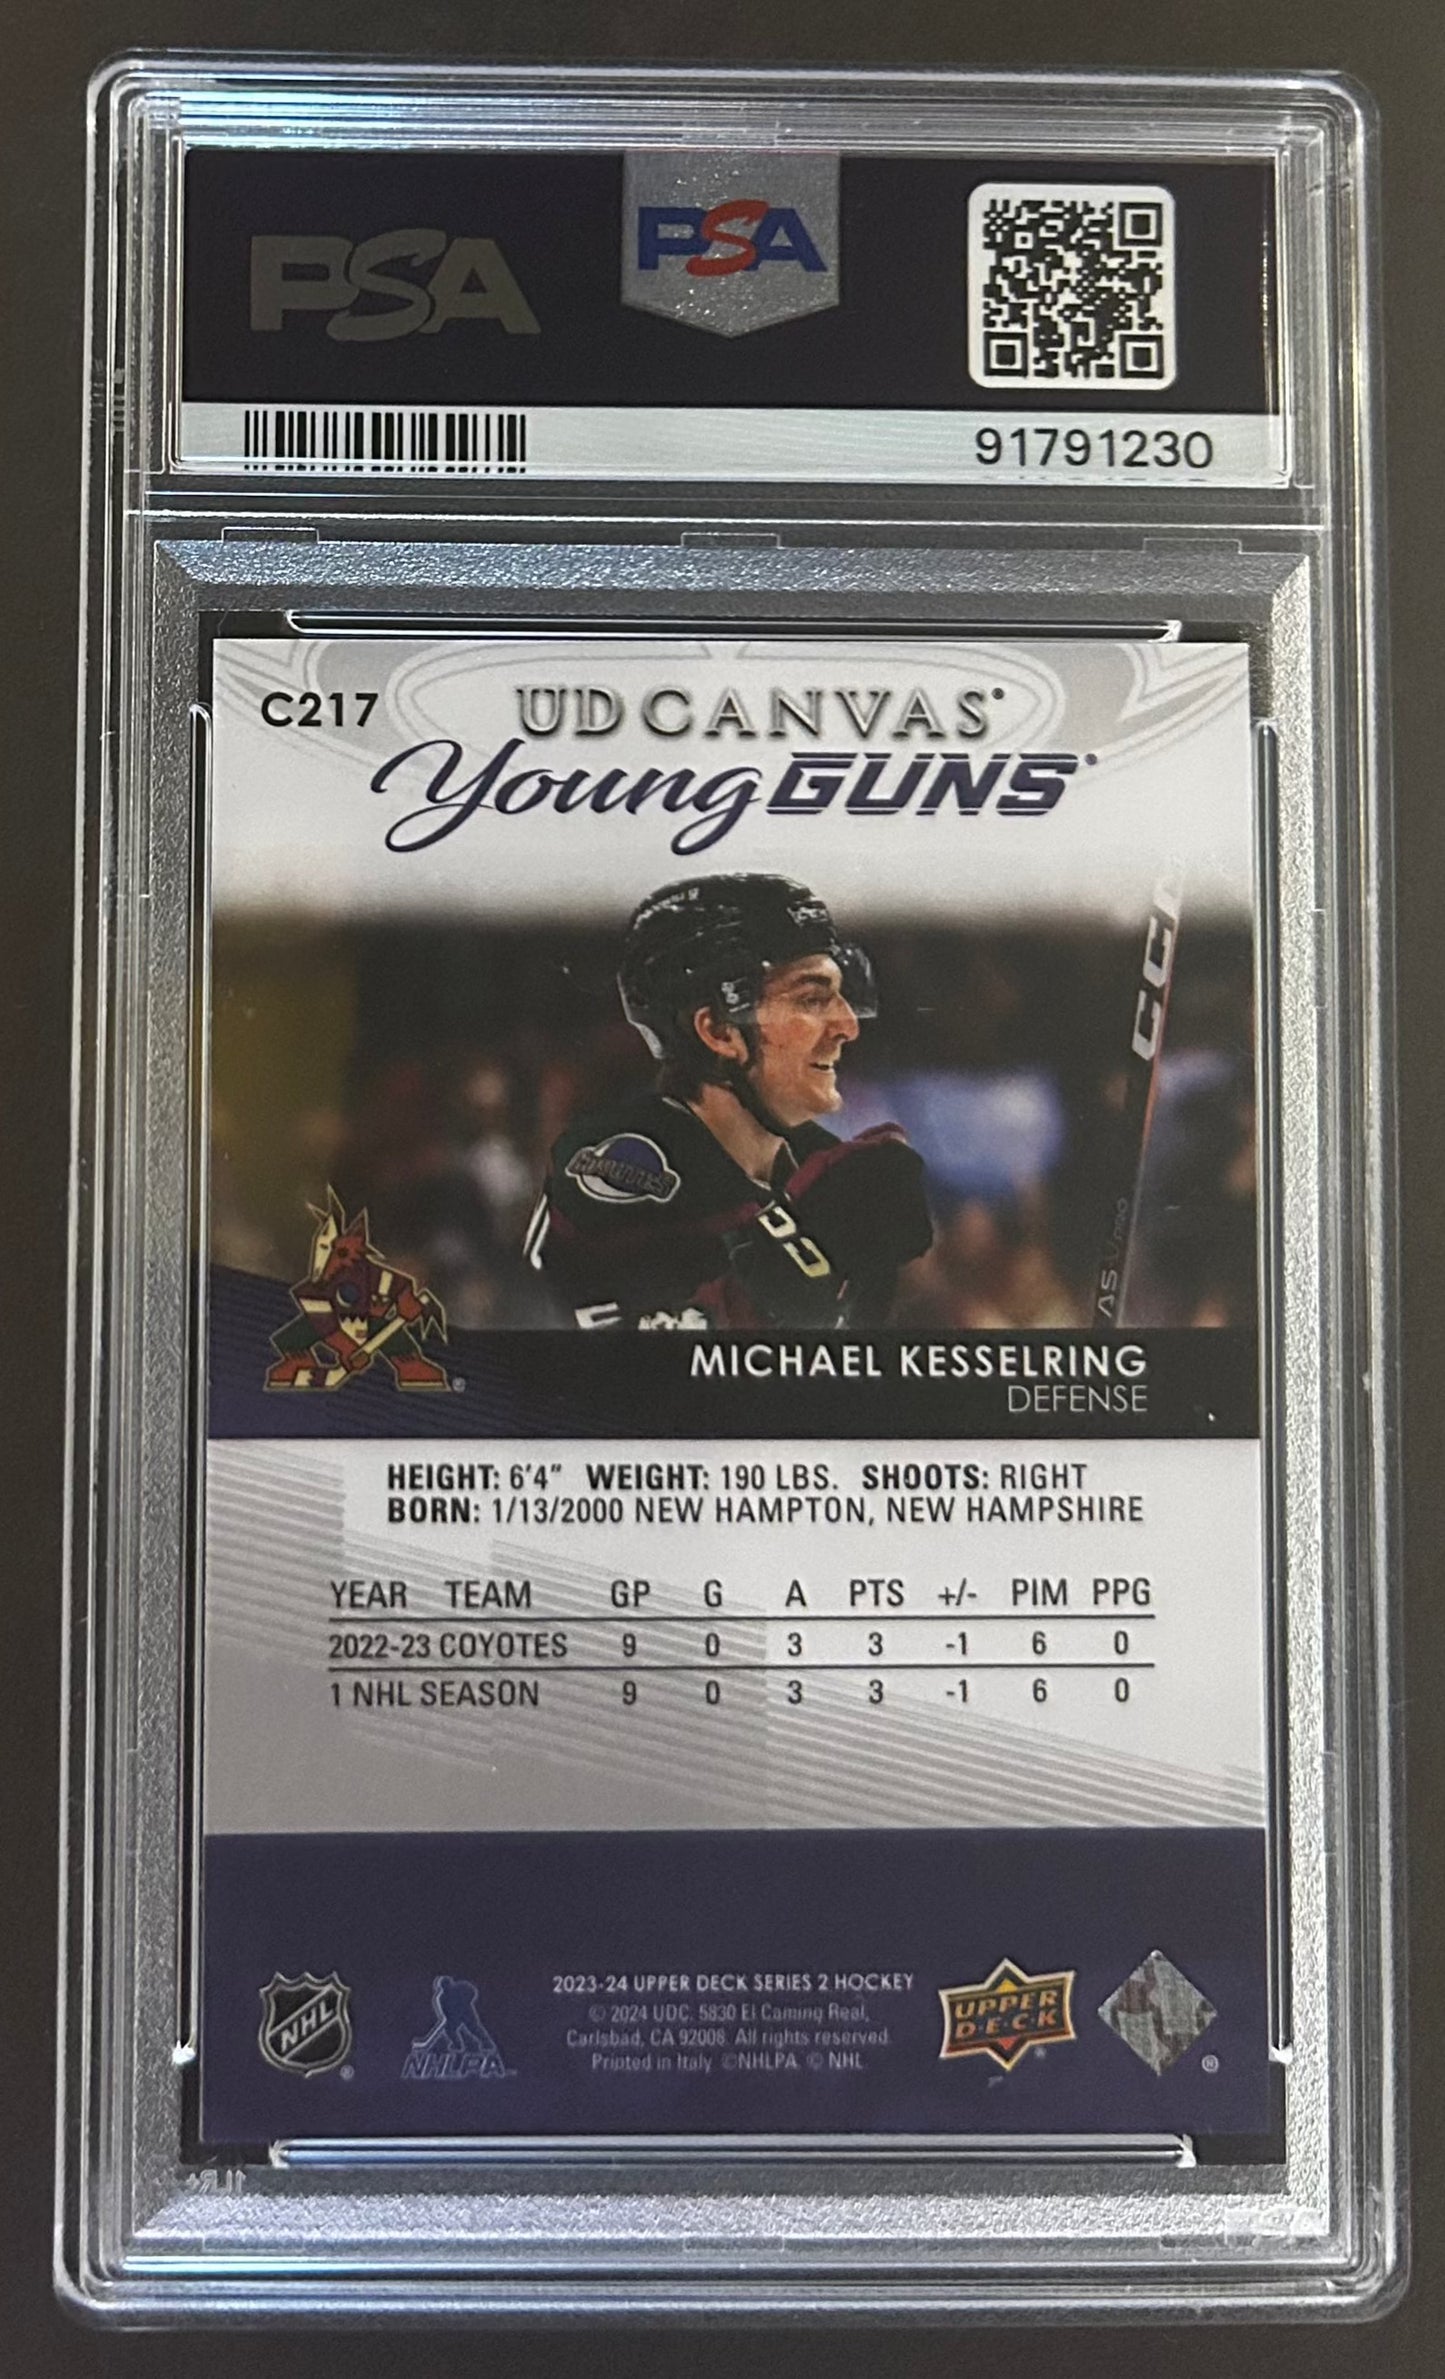 PSA
PSA
91791230
C217
UD CANVAS®
Young GUNS®
CCM
AS V PRO
COYOTES
MICHAEL KESSELRING
DEFENSE
HEIGHT: 6'4" WEIGHT: 190 LBS. SHOOTS: RIGHT
BORN: 1/13/2000 NEW HAMPTON, NEW HAMPSHIRE
YEAR TEAM GP G A PTS +/- PIM PPG
2022-23 COYOTES 9 0 3 3 -1 6 0
1 NHL SEASON 9 0 3 3 -1 6 0
2023-24 UPPER DECK SERIES 2 HOCKEY
© 2024 UDC. 5830 El Camino Real,
Carlsbad, CA 92008. All rights reserved.
Printed in Italy ©NHLPA © NHL
NHL
NHLPA
UPPER
DECK